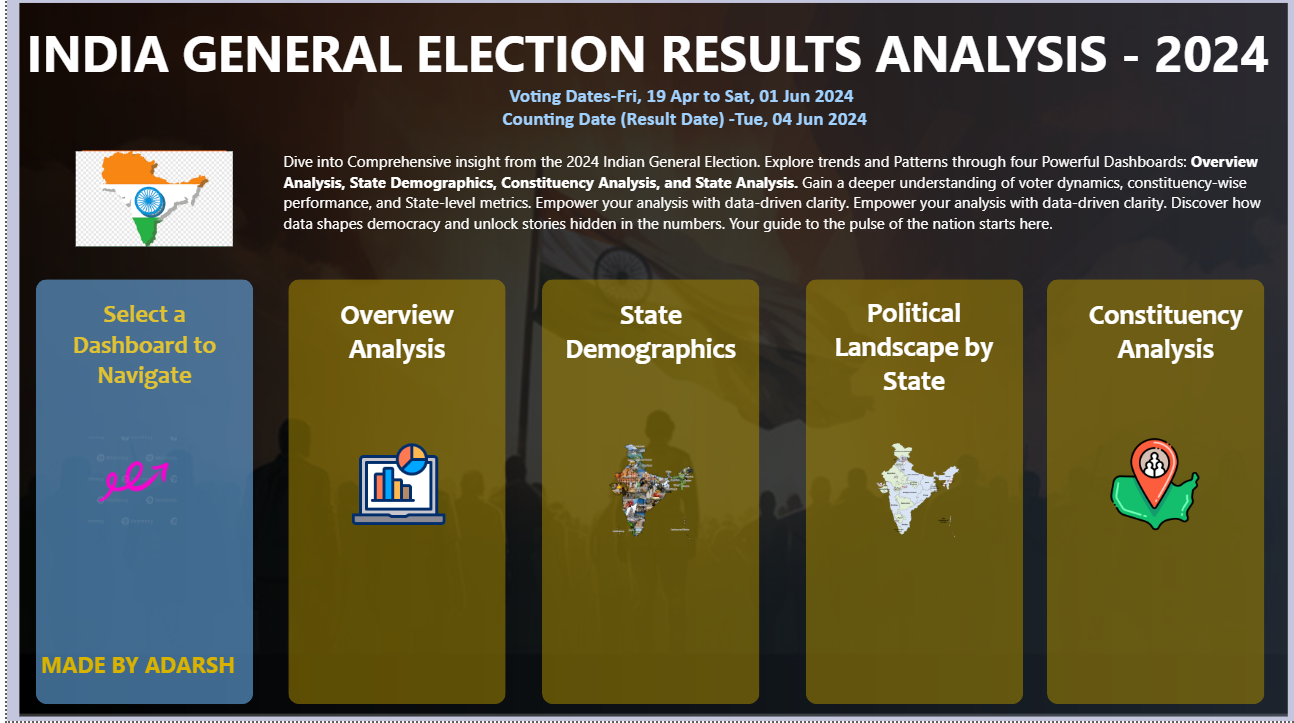 INDIA GENERAL ELECTION RESULTS ANALYSIS - 2024
Voting Dates-Fri, 19 Apr to Sat, 01 Jun 2024
Counting Date (Result Date) -Tue, 04 Jun 2024
Dive into Comprehensive insight from the 2024 Indian General Election. Explore trends and Patterns through four Powerful Dashboards: Overview
Analysis, State Demographics, Constituency Analysis, and State Analysis. Gain a deeper understanding of voter dynamics, constituency-wise
performance, and State-level metrics. Empower your analysis with data-driven clarity. Empower your analysis with data-driven clarity. Discover how
data shapes democracy and unlock stories hidden in the numbers. Your guide to the pulse of the nation starts here.
Select a
Dashboard to
Navigate
MADE BY ADARSH
Overview
Analysis
State
Demographics
Political
Landscape by
State
Constituency
Analysis